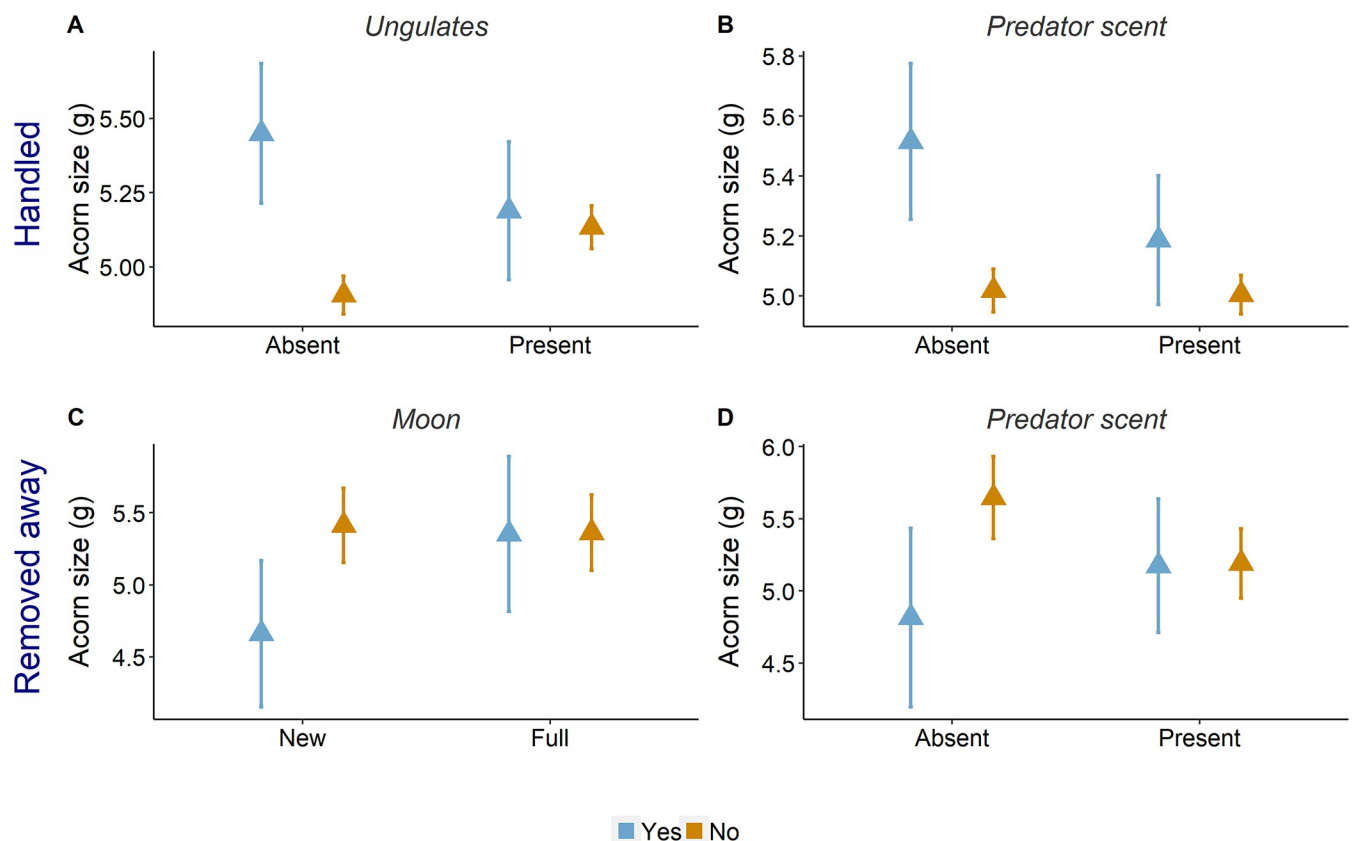 A
Ungulates
B
Predator scent
Handled
Acorn size (g)
5.50
5.25
5.00
Absent
Present
Acorn size (g)
5.8
5.6
5.4
5.2
5.0
Absent
Present
C
Moon
D
Predator scent
Removed away
Acorn size (g)
5.5
5.0
4.5
New
Full
Acorn size (g)
6.0
5.5
5.0
4.5
Absent
Present
Yes No